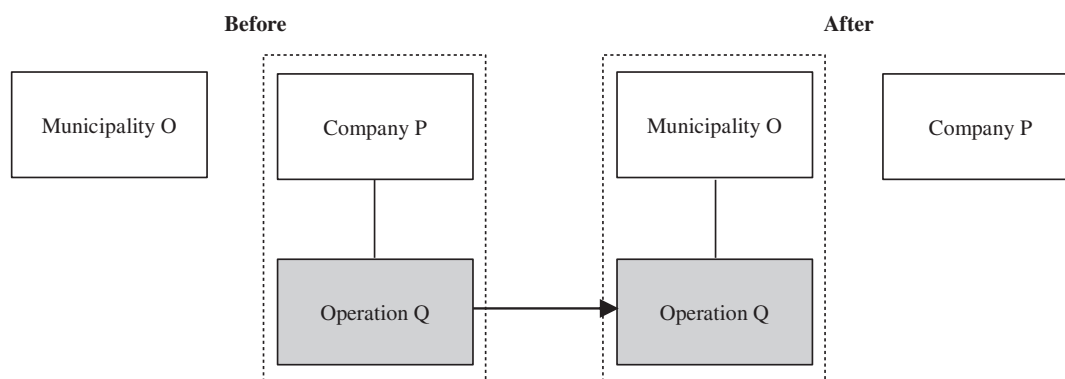 Before
After
Municipality O
Company P
Municipality O
Company P
Operation Q
Operation Q